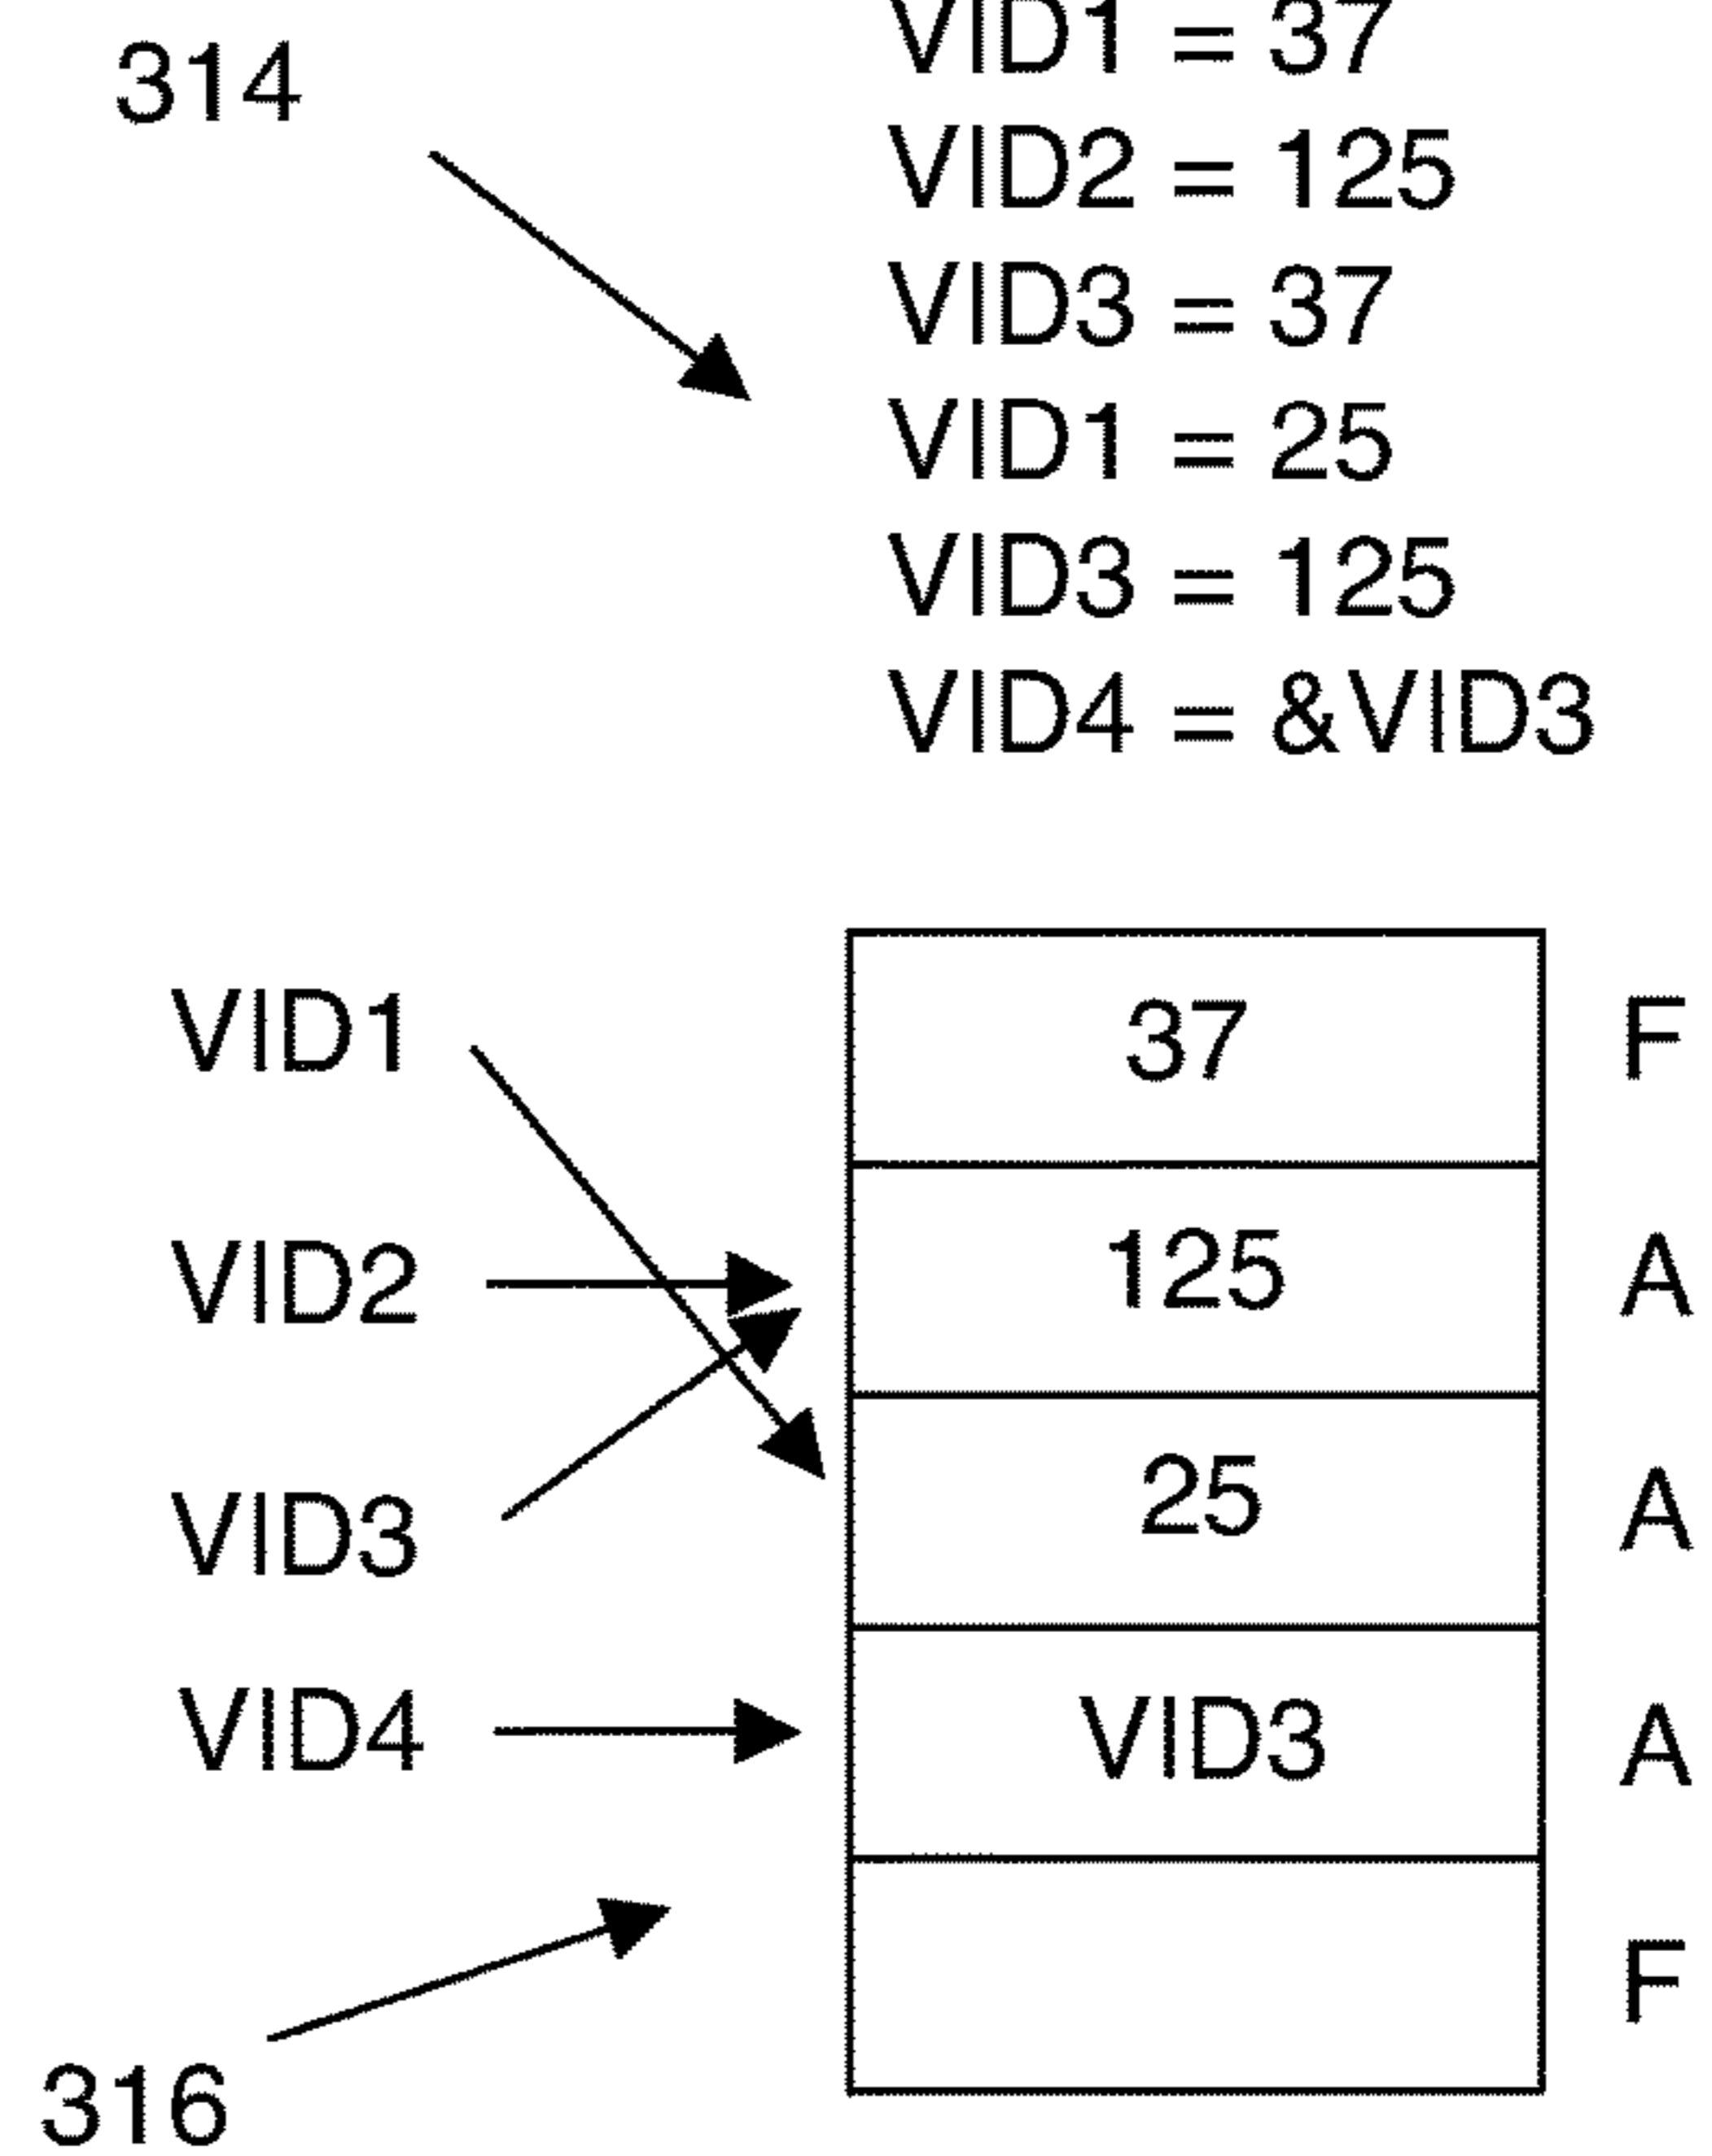 VID1 = 37
314
VID2 = 125
VID3 = 37
VID1 = 25
VID3 = 125
VID4 = &VID3
VID1 37 F
VID2 125 A
VID3 25 A
VID4 VID3 A
F
316